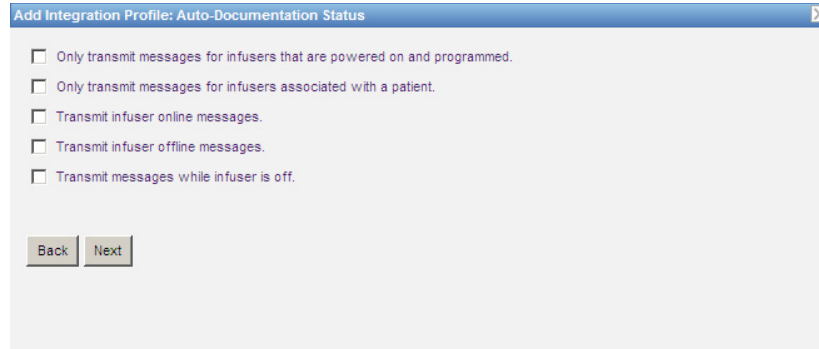 Add Integration Profile: Auto-Documentation Status
Only transmit messages for infusers that are powered on and programmed.
Only transmit messages for infusers associated with a patient.
Transmit infuser online messages.
Transmit infuser offline messages.
Transmit messages while infuser is off.
Back Next